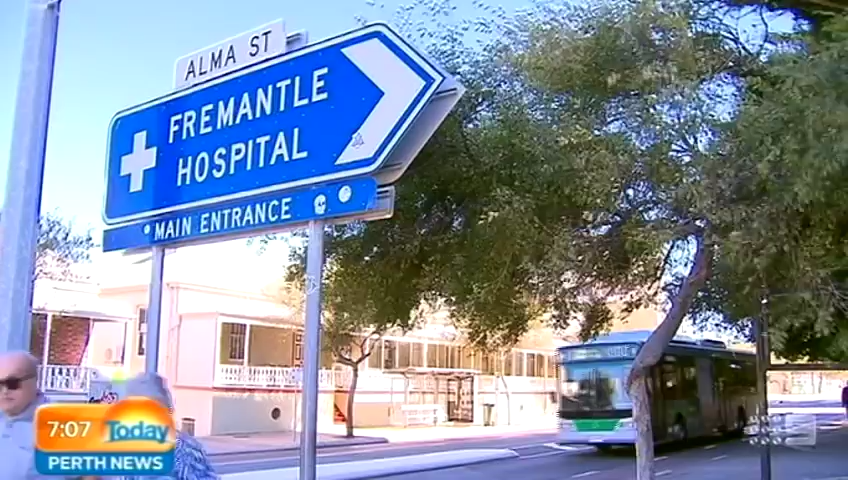 ALMA ST
FREMANTLE
HOSPITAL
MAIN ENTRANCE
7:07 Today
PERTH NEWS